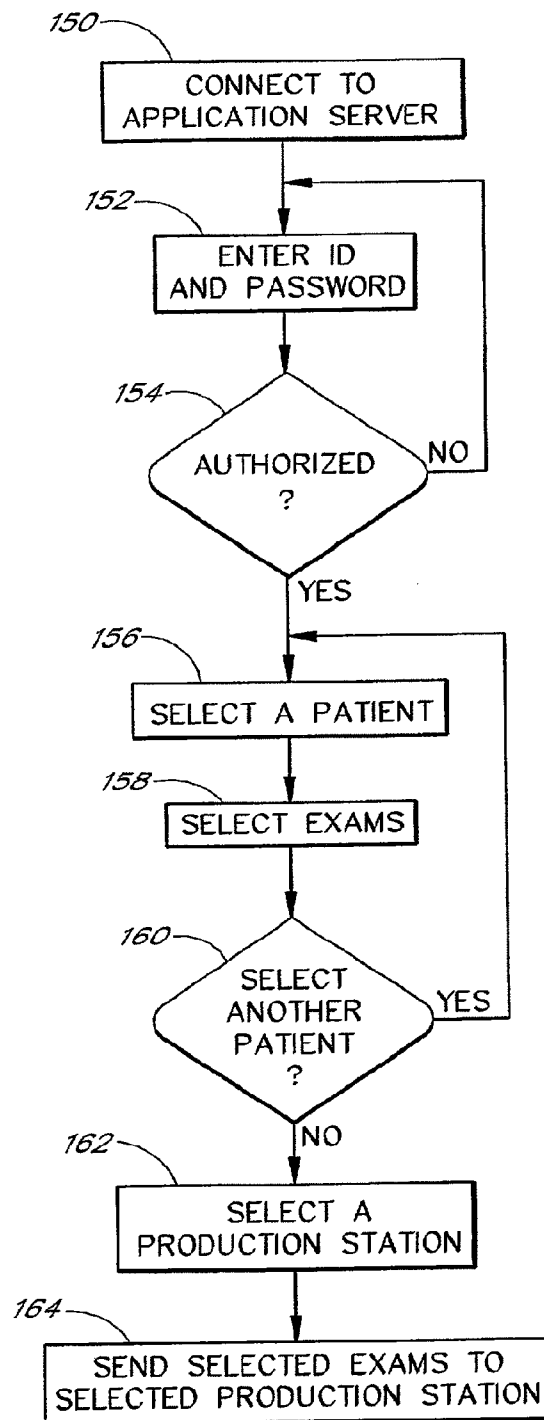 150
CONNECT TO
APPLICATION SERVER
152
ENTER ID
AND PASSWORD
154
AUTHORIZED
?
NO
YES
156
SELECT A PATIENT
158
SELECT EXAMS
160
SELECT
ANOTHER
PATIENT
?
YES
NO
162
SELECT A
PRODUCTION STATION
164
SEND SELECTED EXAMS TO
SELECTED PRODUCTION STATION